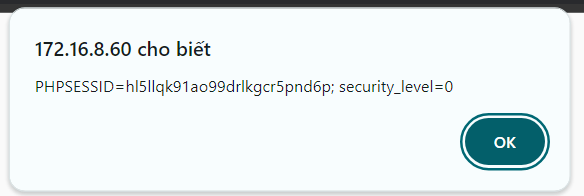 172.16.8.60 cho biết
PHPSESSID=hl5llqk91ao99drlkgcr5pnd6p; security_level=0
OK